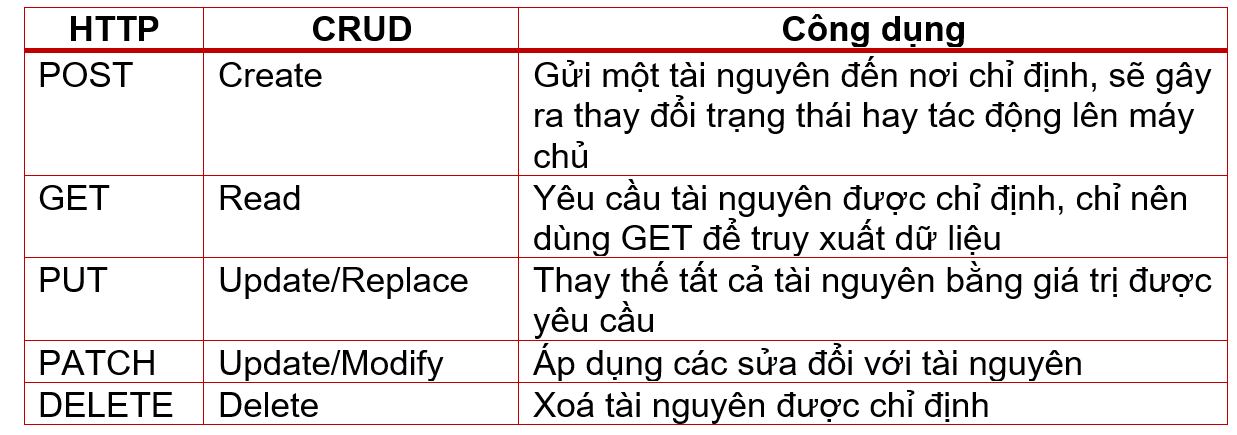 HTTP CRUD Công dụng
POST Create Gửi một tài nguyên đến nơi chỉ định, sẽ gây
ra thay đổi trạng thái hay tác động lên máy
chủ
GET Read Yêu cầu tài nguyên được chỉ định, chỉ nên
dùng GET để truy xuất dữ liệu
PUT Update/Replace Thay thế tất cả tài nguyên bằng giá trị được
yêu cầu
PATCH Update/Modify Áp dụng các sửa đổi với tài nguyên
DELETE Delete Xoá tài nguyên được chỉ định